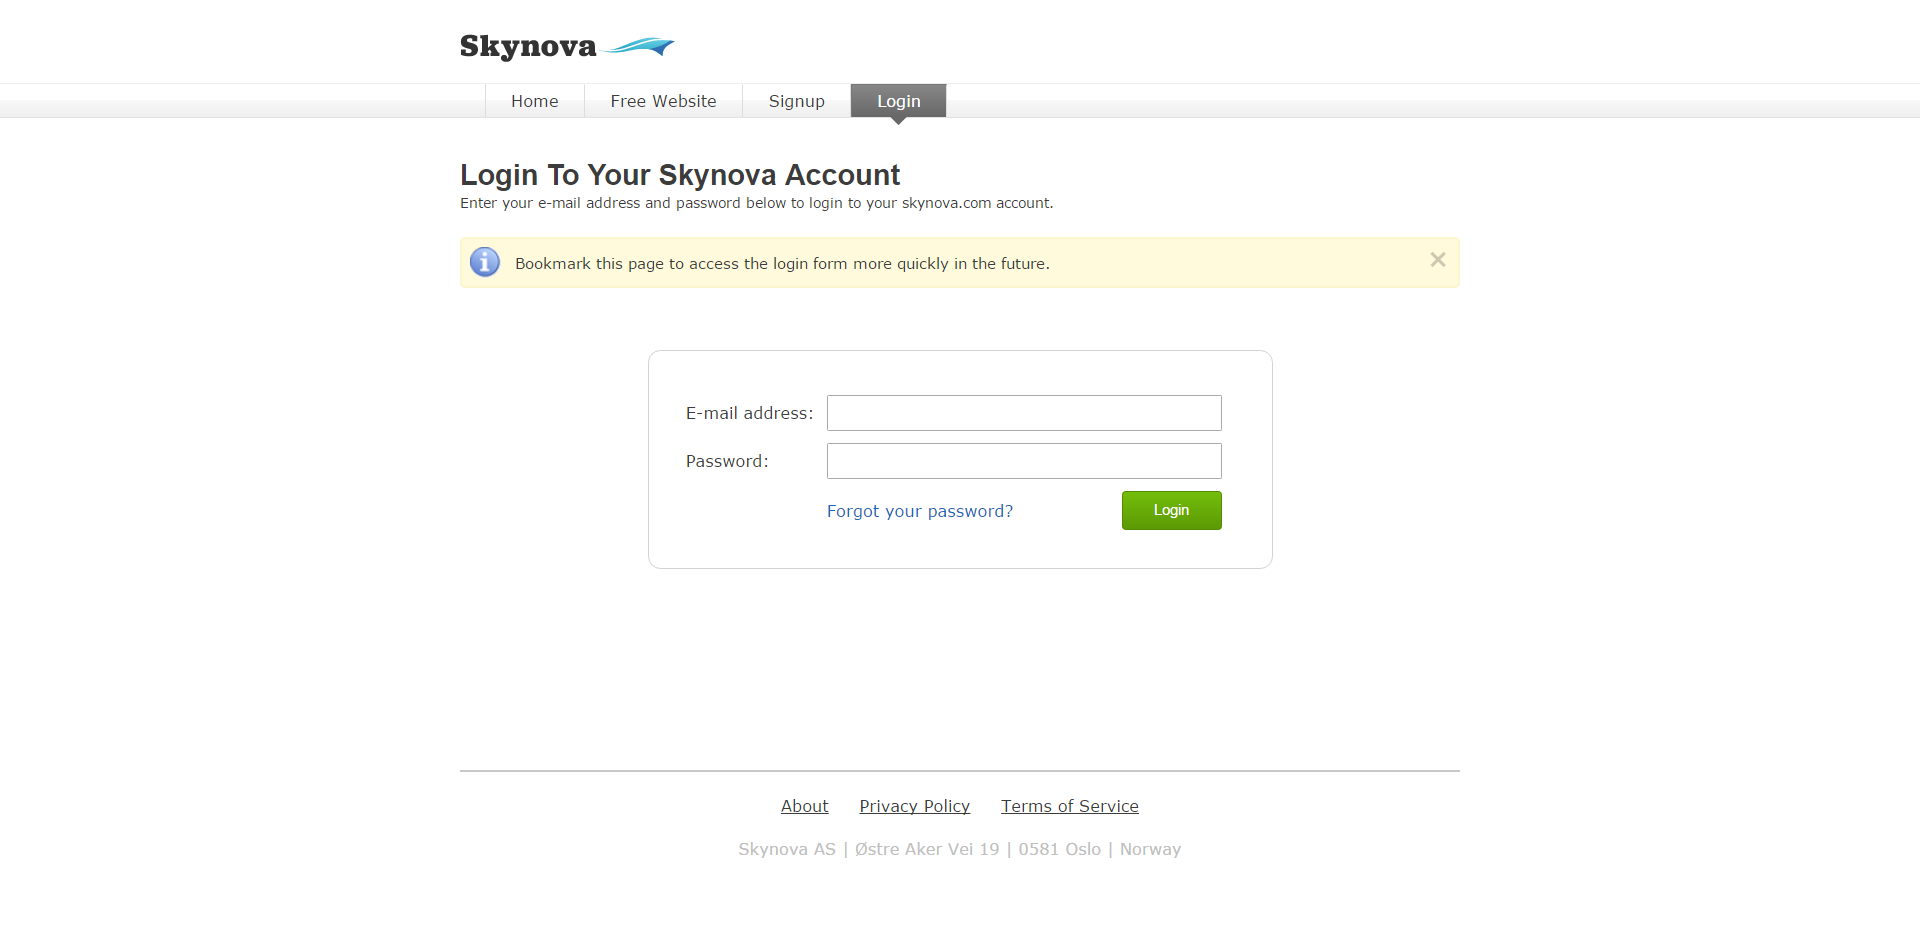 Skynova
Home
Free Website
Signup
Login
Login To Your Skynova Account
Enter your e-mail address and password below to login to your skynova.com account.
Bookmark this page to access the login form more quickly in the future.
E-mail address:
Password:
Forgot your password?
Login
About
Privacy Policy
Terms of Service
Skynova AS | Østre Aker Vei 19 | 0581 Oslo | Norway